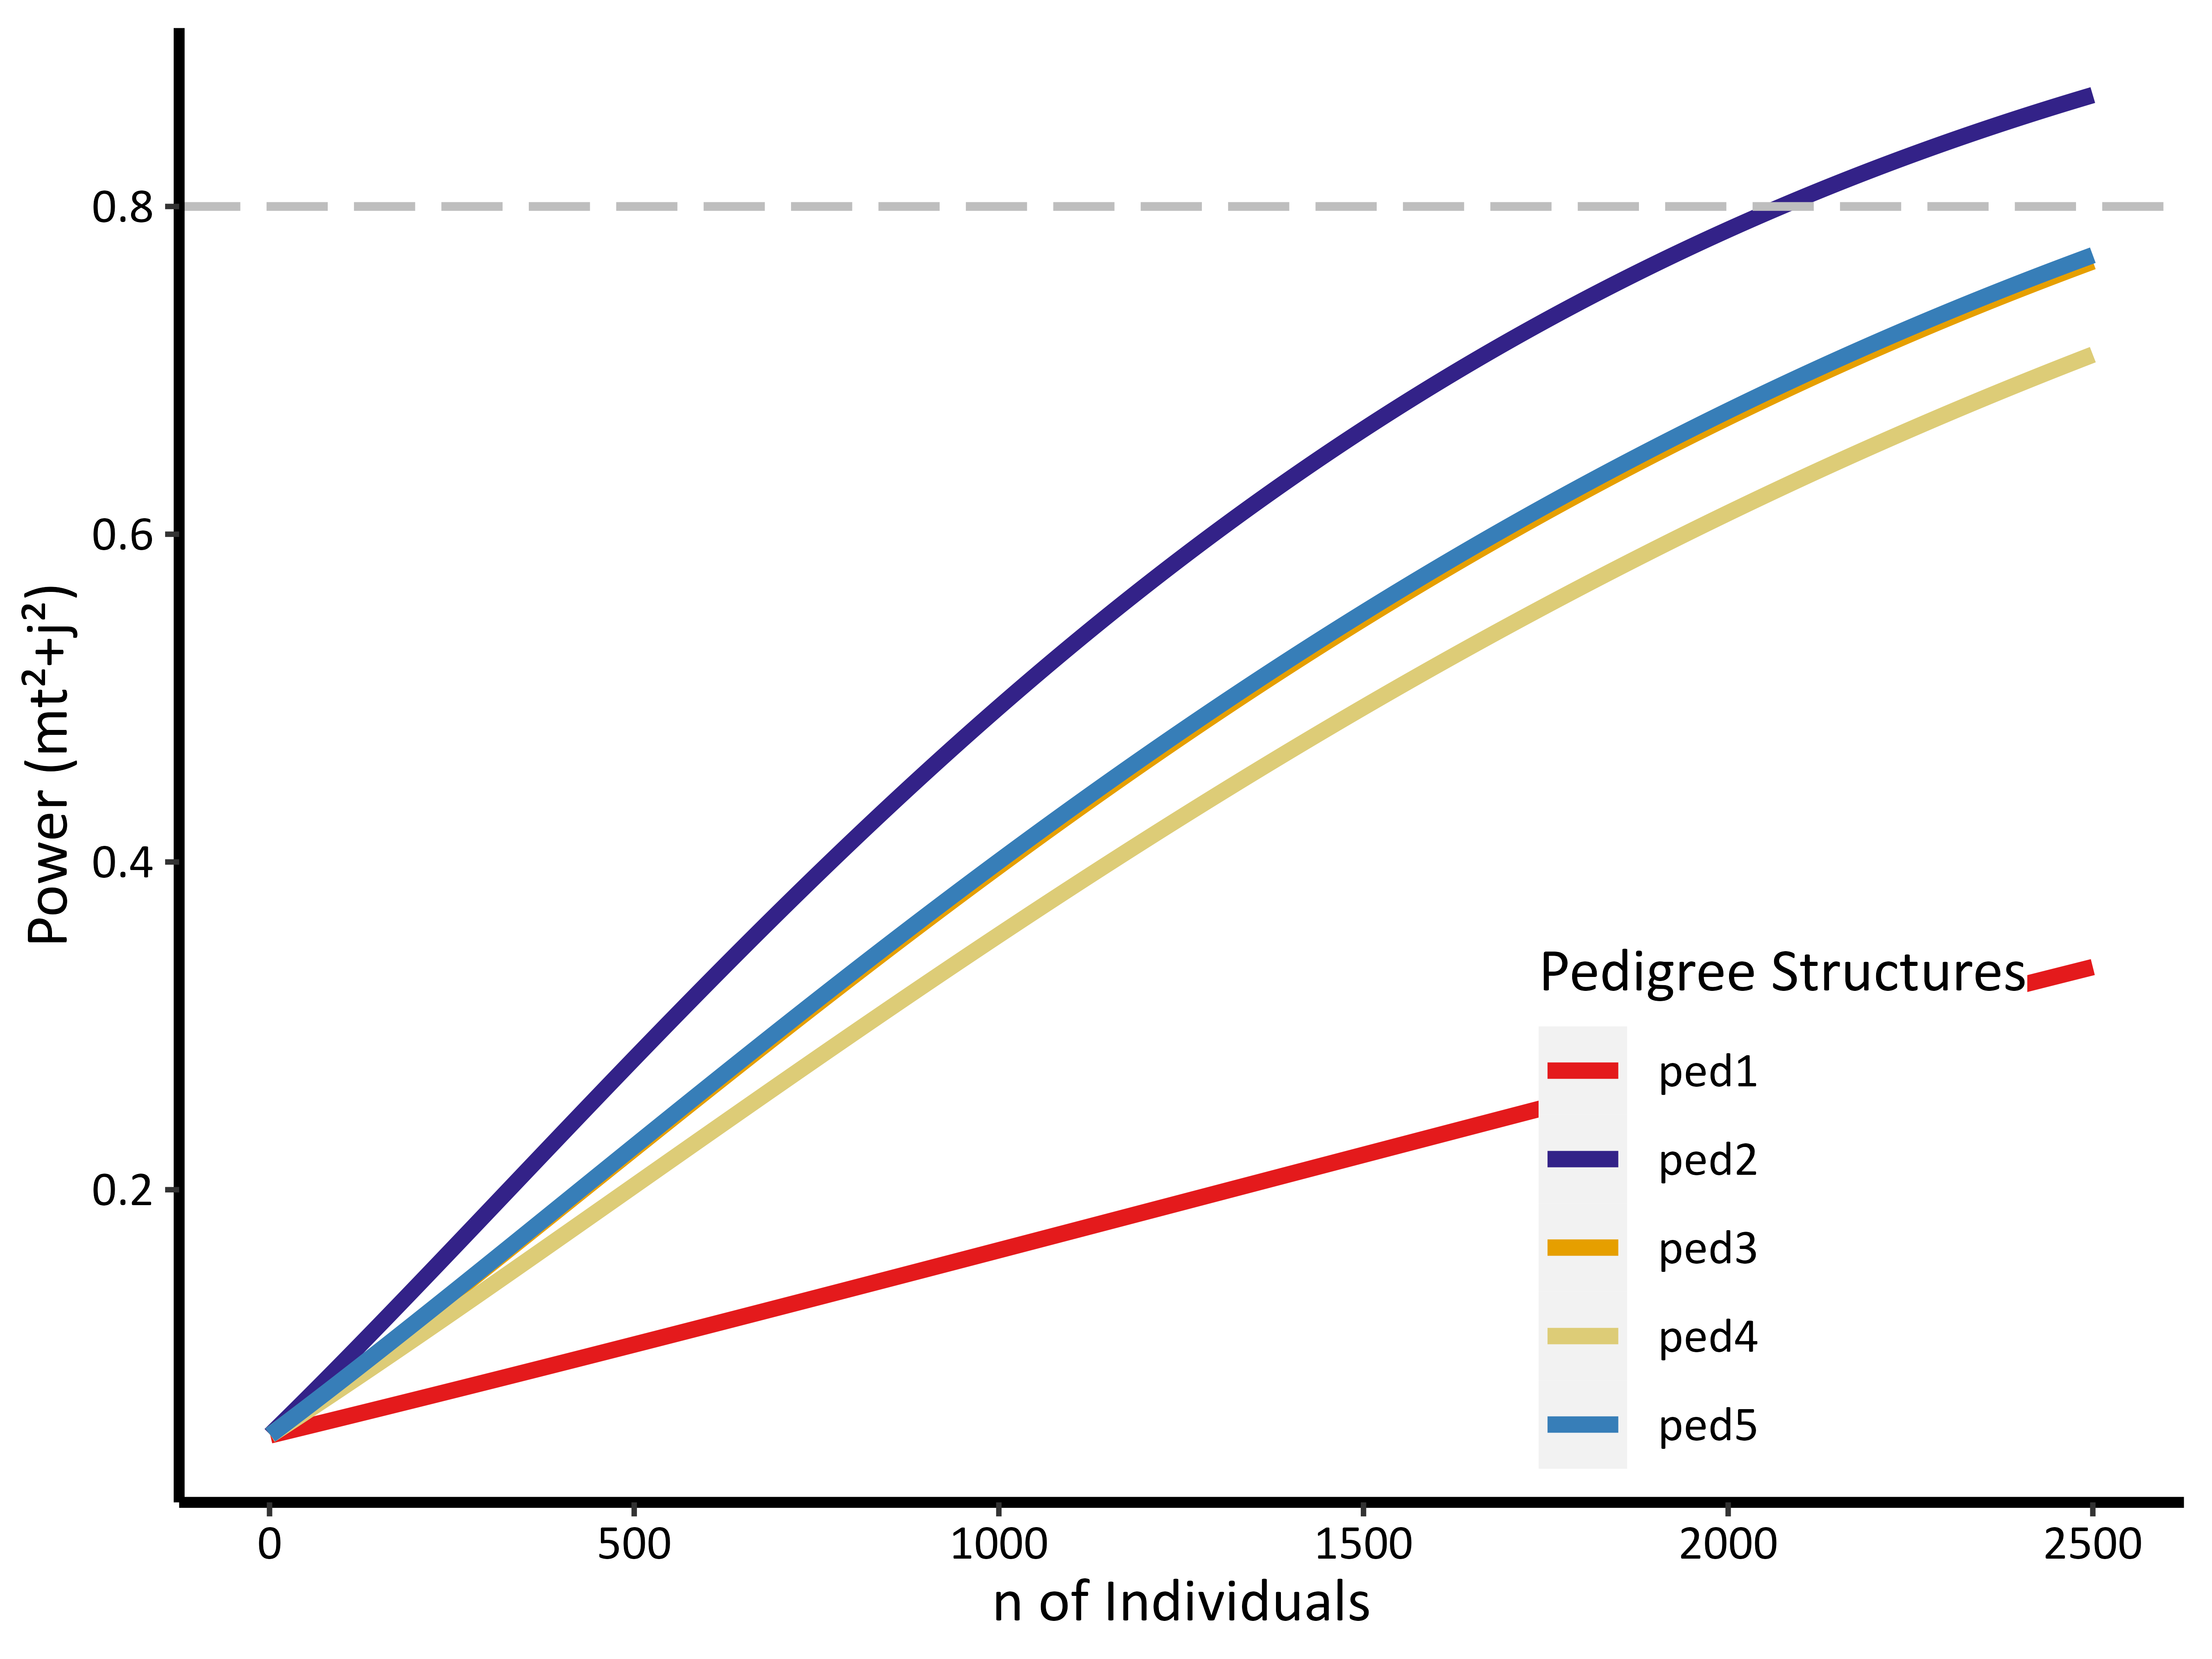 0.8
0.6
0.4
0.2
Power (mt²+j²)
0
500
1000
1500
2000
2500
n of Individuals
Pedigree Structures
ped1
ped2
ped3
ped4
ped5